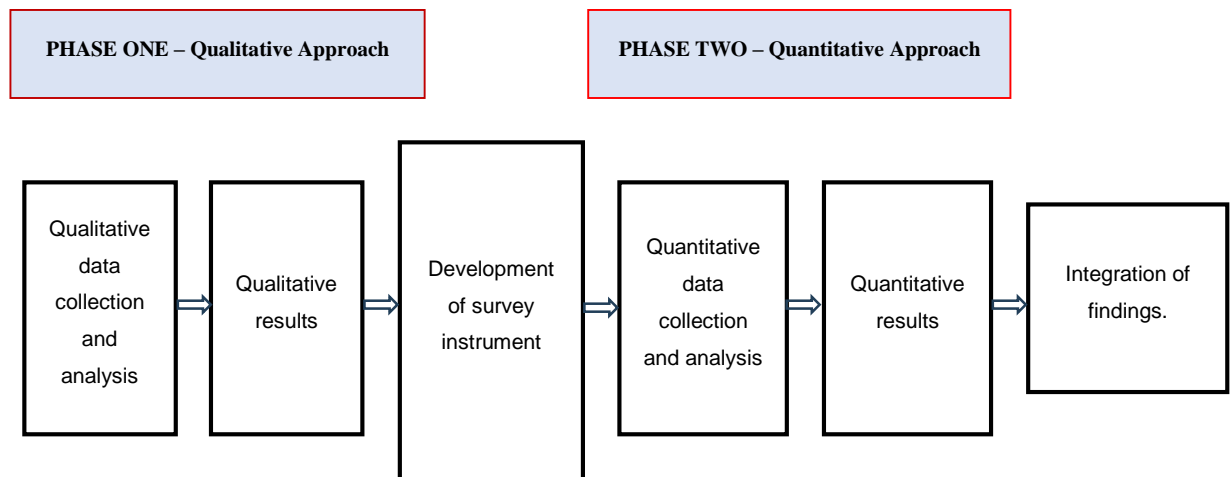 PHASE ONE – Qualitative Approach
PHASE TWO – Quantitative Approach
Qualitative
data
collection
and
analysis
Qualitative
results
Development
of survey
instrument
Quantitative
data
collection
and analysis
Quantitative
results
Integration of
findings.